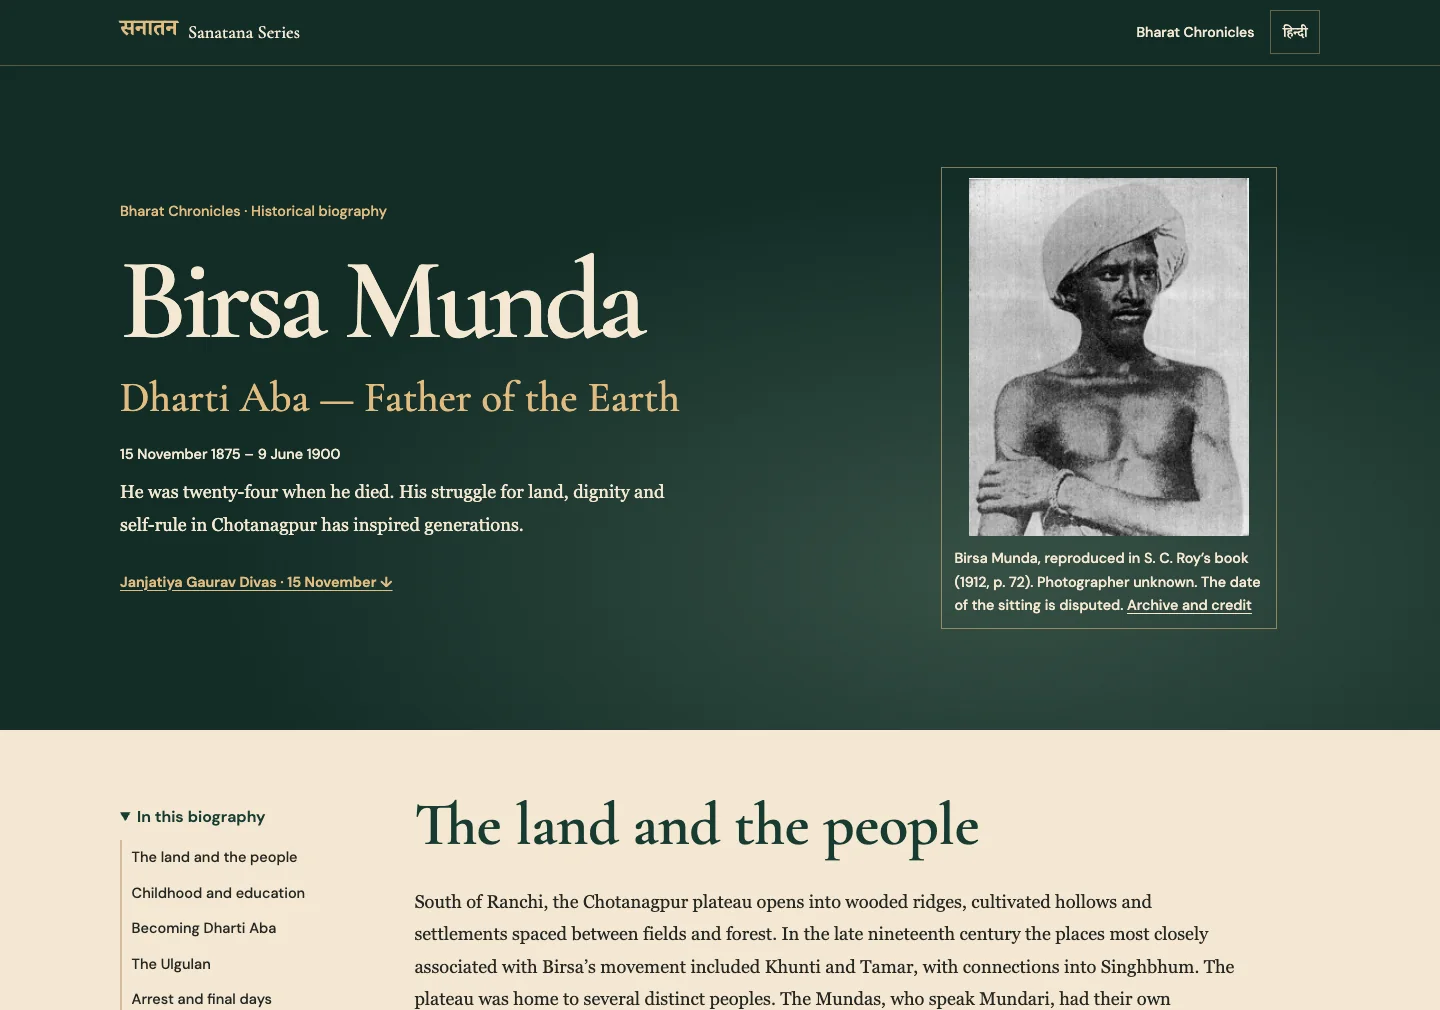 सनातन Sanatana Series
Bharat Chronicles
हिन्दी
Bharat Chronicles · Historical biography
Birsa Munda
Dharti Aba — Father of the Earth
15 November 1875 – 9 June 1900
He was twenty-four when he died. His struggle for land, dignity and
self-rule in Chotanagpur has inspired generations.
Janjatiya Gaurav Divas · 15 November ↓
Birsa Munda, reproduced in S. C. Roy’s book
(1912, p. 72). Photographer unknown. The date
of the sitting is disputed. Archive and credit
▼ In this biography
The land and the people
Childhood and education
Becoming Dharti Aba
The Ulgulan
Arrest and final days
The land and the people
South of Ranchi, the Chotanagpur plateau opens into wooded ridges, cultivated hollows and
settlements spaced between fields and forest. In the late nineteenth century the places most closely
associated with Birsa’s movement included Khunti and Tamar, with connections into Singhbhum. The
plateau was home to several distinct peoples. The Mundas, who speak Mundari, had their own